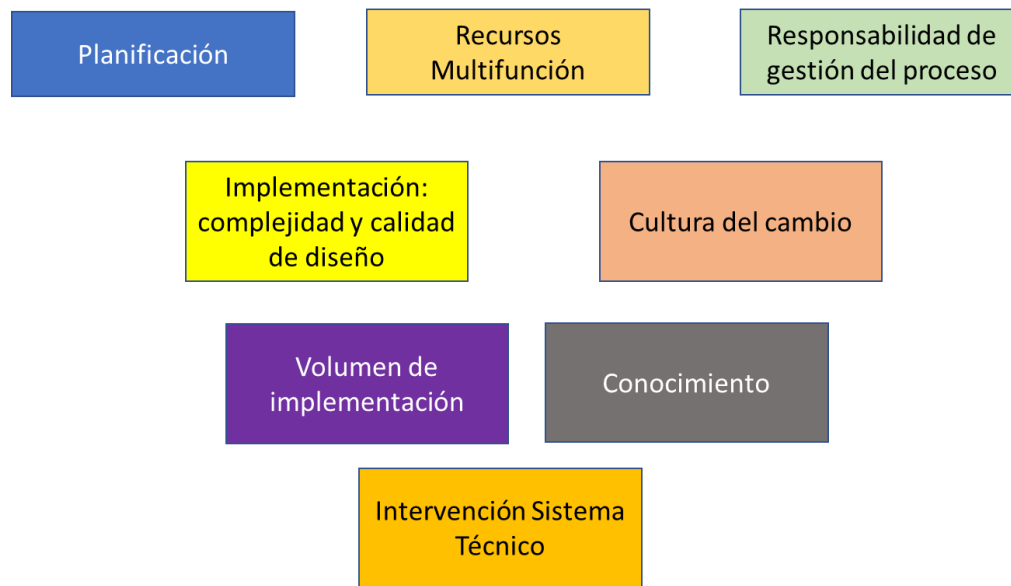 Planificación
Recursos
Multifunción
Responsabilidad de
gestión del proceso
Implementación:
complejidad y calidad
de diseño
Cultura del cambio
Volumen de
implementación
Conocimiento
Intervención Sistema
Técnico